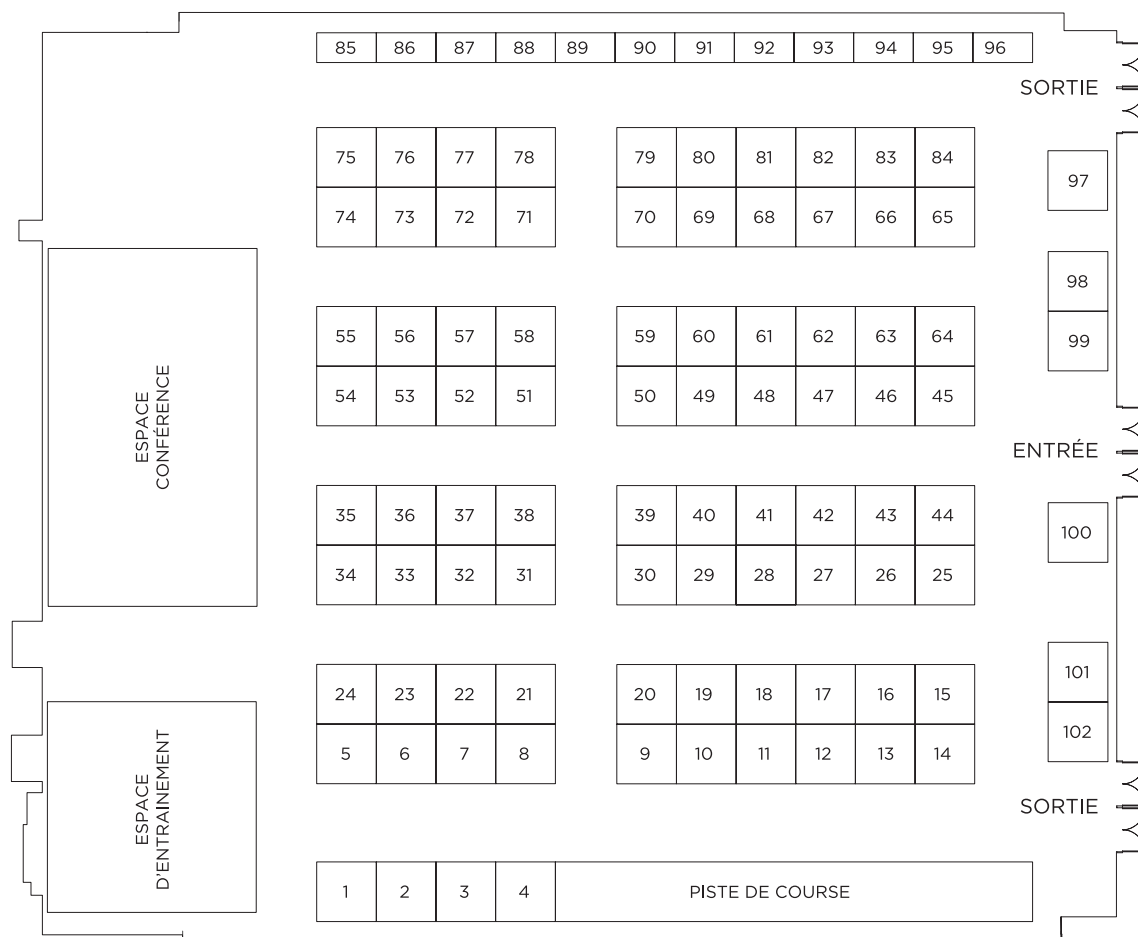 85 86 87 88 89 90 91 92 93 94 95 96
SORTIE
75 76 77 78 79 80 81 82 83 84
97
74 73 72 71 70 69 68 67 66 65
98
55 56 57 58 59 60 61 62 63 64
99
54 53 52 51 50 49 48 47 46 45
ESPACE
CONFÉRENCE
ENTRÉE
35 36 37 38 39 40 41 42 43 44
100
34 33 32 31 30 29 28 27 26 25
101
24 23 22 21 20 19 18 17 16 15
102
5 6 7 8 9 10 11 12 13 14
SORTIE
ESPACE
D'ENTRAINEMENT
1 2 3 4 PISTE DE COURSE